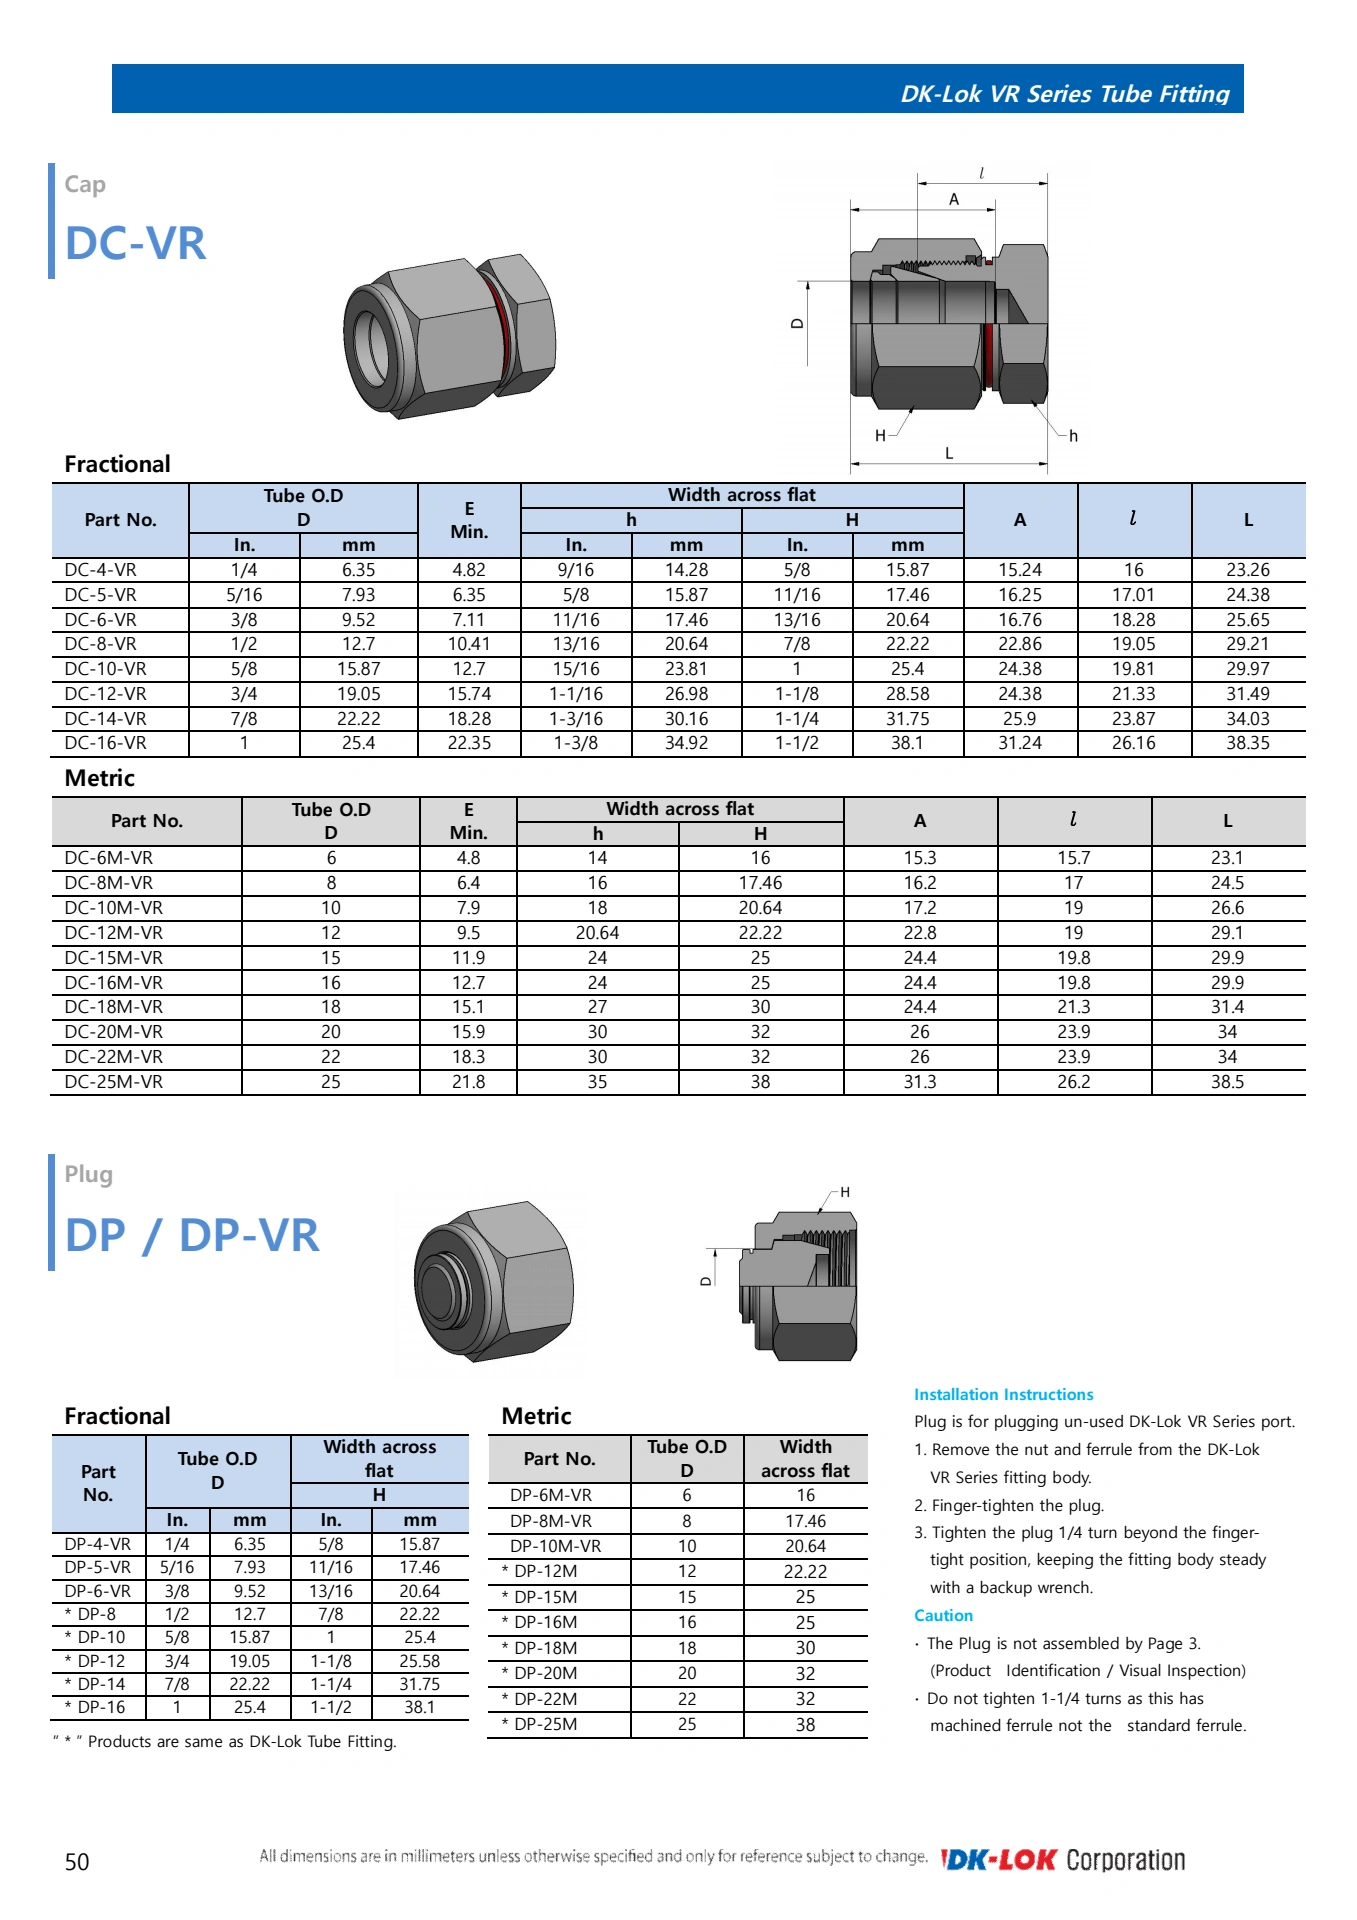 DK-Lok VR Series Tube Fitting
Cap
DC-VR
l
A
D
H
h
L
Fractional
Part No. Tube O.D D E Min. Width across flat A l L
h H
In. mm In. mm In. mm
DC-4-VR 1/4 6.35 4.82 9/16 14.28 5/8 15.87 15.24 16 23.26
DC-5-VR 5/16 7.93 6.35 5/8 15.87 11/16 17.46 16.25 17.01 24.38
DC-6-VR 3/8 9.52 7.11 11/16 17.46 13/16 20.64 16.76 18.28 25.65
DC-8-VR 1/2 12.7 10.41 13/16 20.64 7/8 22.22 22.86 19.05 29.21
DC-10-VR 5/8 15.87 12.7 15/16 23.81 1 25.4 24.38 19.81 29.97
DC-12-VR 3/4 19.05 15.74 1-1/16 26.98 1-1/8 28.58 24.38 21.33 31.49
DC-14-VR 7/8 22.22 18.28 1-3/16 30.16 1-1/4 31.75 25.9 23.87 34.03
DC-16-VR 1 25.4 22.35 1-3/8 34.92 1-1/2 38.1 31.24 26.16 38.35
Metric
Part No. Tube O.D D E Min. Width across flat A l L
h H
DC-6M-VR 6 4.8 14 16 15.3 15.7 23.1
DC-8M-VR 8 6.4 16 17.46 16.2 17 24.5
DC-10M-VR 10 7.9 18 20.64 17.2 19 26.6
DC-12M-VR 12 9.5 20.64 22.22 22.8 19 29.1
DC-15M-VR 15 11.9 24 25 24.4 19.8 29.9
DC-16M-VR 16 12.7 24 25 24.4 19.8 29.9
DC-18M-VR 18 15.1 27 30 24.4 21.3 31.4
DC-20M-VR 20 15.9 30 32 26 23.9 34
DC-22M-VR 22 18.3 30 32 26 23.9 34
DC-25M-VR 25 21.8 35 38 31.3 26.2 38.5
Plug
DP / DP-VR
H
D
Fractional
Part No. Tube O.D D Width across flat
H
In. mm In. mm
DP-4-VR 1/4 6.35 5/8 15.87
DP-5-VR 5/16 7.93 11/16 17.46
DP-6-VR 3/8 9.52 13/16 20.64
* DP-8 1/2 12.7 7/8 22.22
* DP-10 5/8 15.87 1 25.4
* DP-12 3/4 19.05 1-1/8 25.58
* DP-14 7/8 22.22 1-1/4 31.75
* DP-16 1 25.4 1-1/2 38.1
“ * ” Products are same as DK-Lok Tube Fitting.
Metric
Part No. Tube O.D D Width across flat
DP-6M-VR 6 16
DP-8M-VR 8 17.46
DP-10M-VR 10 20.64
* DP-12M 12 22.22
* DP-15M 15 25
* DP-16M 16 25
* DP-18M 18 30
* DP-20M 20 32
* DP-22M 22 32
* DP-25M 25 38
Installation Instructions
Plug is for plugging un-used DK-Lok VR Series port.
1. Remove the nut and ferrule from the DK-Lok
VR Series fitting body.
2. Finger-tighten the plug.
3. Tighten the plug 1/4 turn beyond the finger-
tight position, keeping the fitting body steady
with a backup wrench.
Caution
· The Plug is not assembled by Page 3.
(Product Identification / Visual Inspection)
· Do not tighten 1-1/4 turns as this has
machined ferrule not the standard ferrule.
50
All dimensions are in millimeters unless otherwise specified and only for reference subject to change.
DK-LOK Corporation